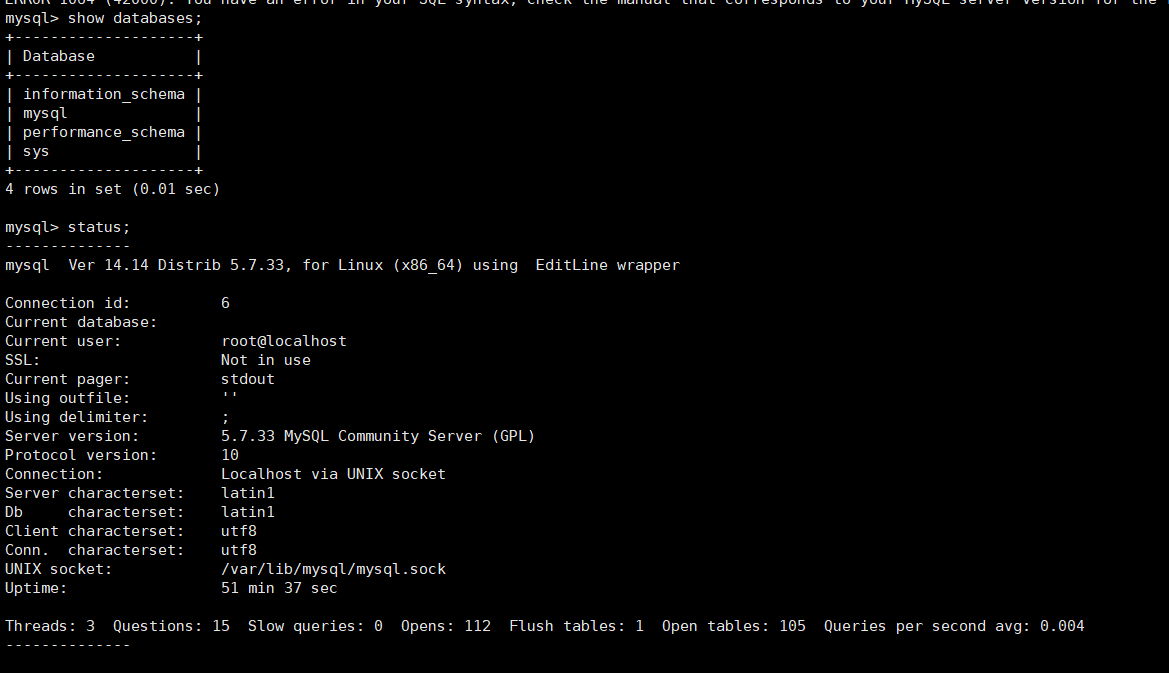 ERROR 1064 (42000): You have an error in your SQL syntax; check the manual that corresponds to your MySQL server version for the
mysql> show databases;
+--------------------+
| Database           |
+--------------------+
| information_schema |
| mysql              |
| performance_schema |
| sys                |
+--------------------+
4 rows in set (0.01 sec)

mysql> status;
--------------
mysql  Ver 14.14 Distrib 5.7.33, for Linux (x86_64) using  EditLine wrapper

Connection id:          6
Current database:
Current user:           root@localhost
SSL:                    Not in use
Current pager:          stdout
Using outfile:          ''
Using delimiter:        ;
Server version:         5.7.33 MySQL Community Server (GPL)
Protocol version:       10
Connection:             Localhost via UNIX socket
Server characterset:    latin1
Db     characterset:    latin1
Client characterset:    utf8
Conn.  characterset:    utf8
UNIX socket:            /var/lib/mysql/mysql.sock
Uptime:                 51 min 37 sec

Threads: 3  Questions: 15  Slow queries: 0  Opens: 112  Flush tables: 1  Open tables: 105  Queries per second avg: 0.004
--------------